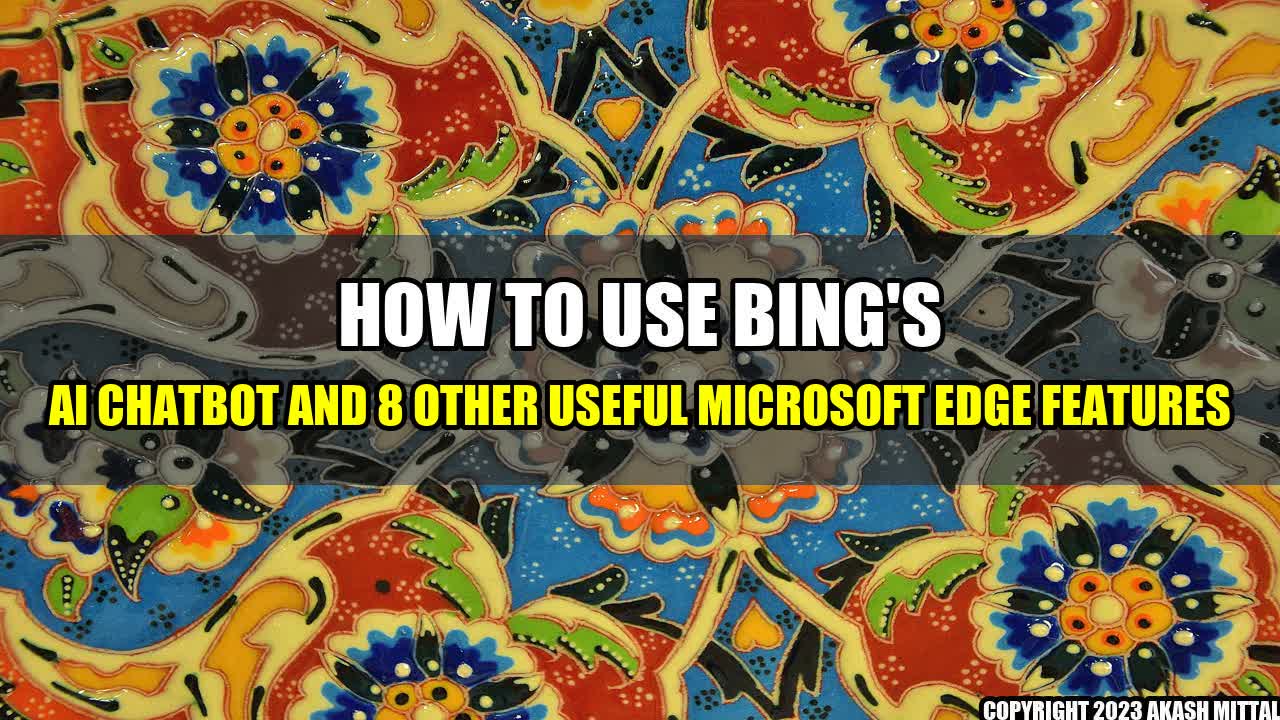 HOW TO USE BING'S
AI CHATBOT AND 8 OTHER USEFUL MICROSOFT EDGE FEATURES
COPYRIGHT 2023 AKASH MITTAL